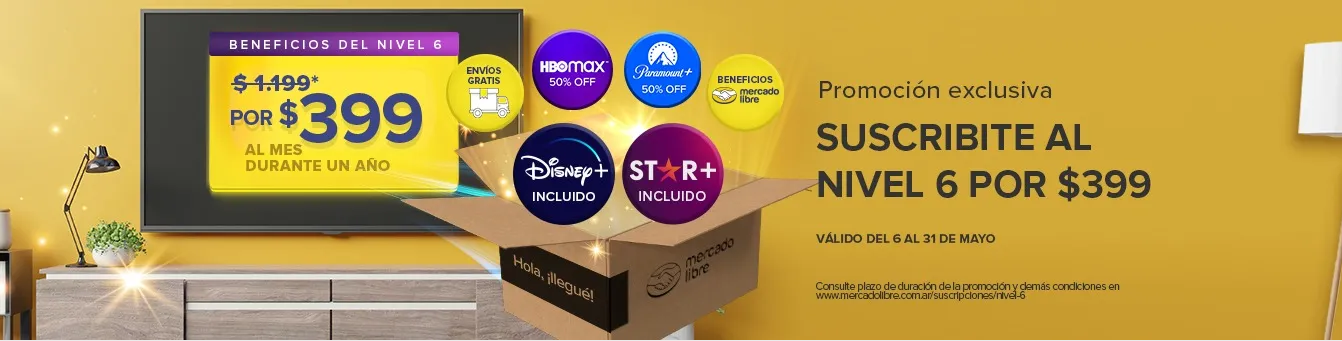 BENEFICIOS DEL NIVEL 6
$ 1.199*
POR $399
AL MES
DURANTE UN AÑO
ENVÍOS
GRATIS
HBOMAX
50% OFF
Paramount+
50% OFF
BENEFICIOS
mercado
libre
Disney+
INCLUIDO
STAR+
INCLUIDO
Hola, ¡llegué!
mercado
libre
Promoción exclusiva
SUSCRIBITE AL
NIVEL 6 POR $399
VÁLIDO DEL 6 AL 31 DE MAYO
Consulte plazo de duración de la promoción y demás condiciones en
www.mercadolibre.com.ar/suscripciones/nivel-6